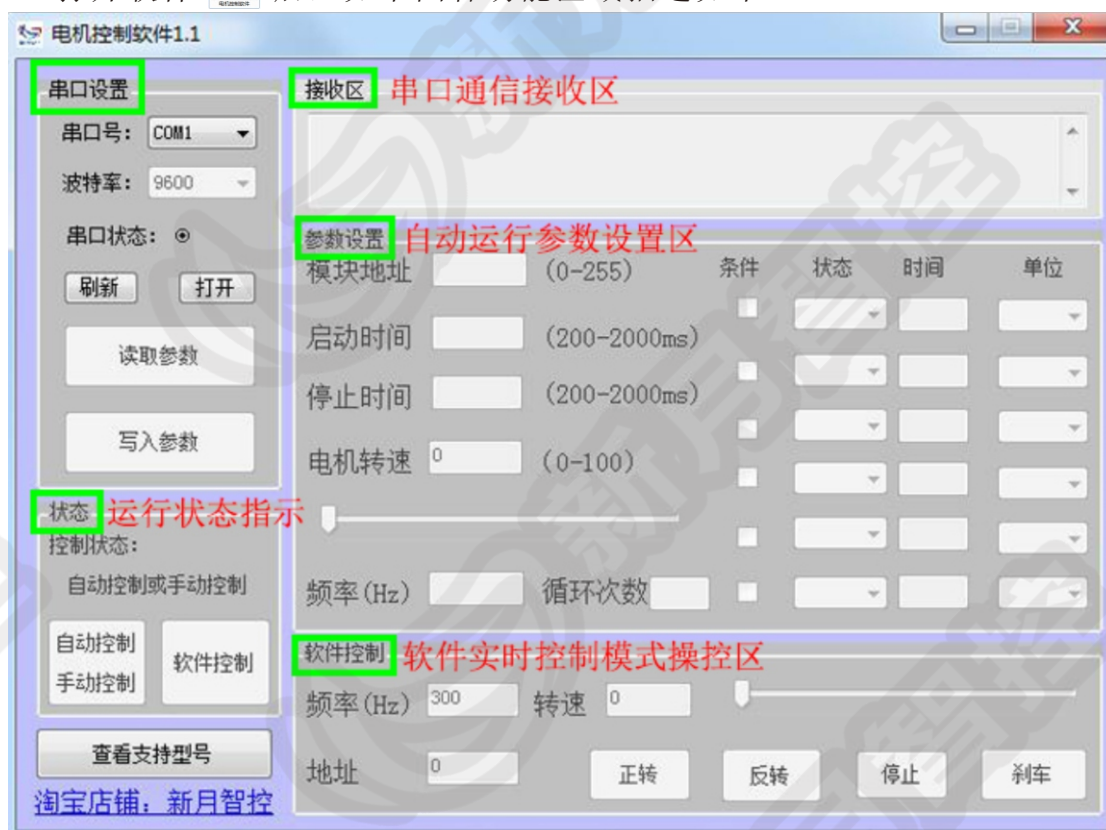 电机控制软件1.1
串口设置
串口号： COM1
波特率： 9600
串口状态：
刷新 打开
读取参数
写入参数
状态 运行状态指示
控制状态：
自动控制或手动控制
自动控制
手动控制
软件控制
查看支持型号
淘宝店铺：新月智控
接收区 串口通信接收区
参数设置 自动运行参数设置区
模块地址 (0-255) 条件 状态 时间 单位
启动时间 (200-2000ms)
停止时间 (200-2000ms)
电机转速 0 (0-100)
频率(Hz) 循环次数
软件控制 软件实时控制模式操控区
频率(Hz) 300 转速 0
地址 0 正转 反转 停止 刹车
新月智控